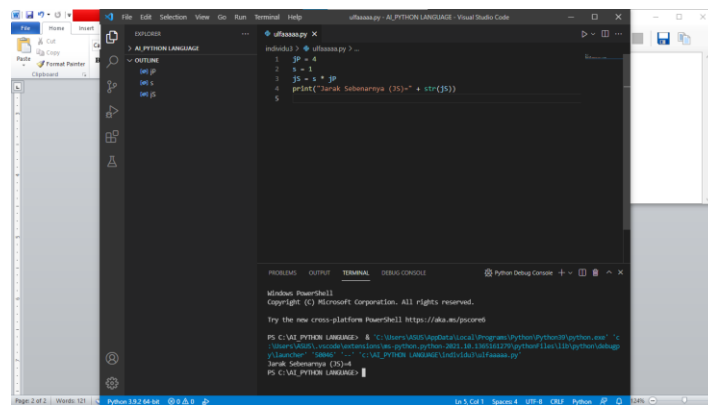 File Edit Selection View Go Run Terminal Help
ulfaaaaa.py - AI_PYTHON LANGUAGE - Visual Studio Code
File Home Insert
Cut
Copy
Paste
Format Painter
Clipboard
EXPLORER
AI_PYTHON LANGUAGE
OUTLINE
jP
s
jS
ulfaaaaa.py
individu3 > ulfaaaaa.py > ...
1 jP = 4
2 s = 1
3 jS = s * jP
4 print("Jarak Sebenarnya (JS)=" + str(jS))
5
PROBLEMS OUTPUT TERMINAL DEBUG CONSOLE
Python Debug Console
Windows PowerShell
Copyright (C) Microsoft Corporation. All rights reserved.
Try the new cross-platform PowerShell https://aka.ms/pscore6
PS C:\AI_PYTHON LANGUAGE> & 'C:\Users\ASUS\AppData\Local\Programs\Python\Python39\python.exe' 'c
:\Users\ASUS\.vscode\extensions\ms-python.python-2021.10.1365161279\pythonFiles\lib\python\debugp
y\launcher' '50046' '--' 'c:\AI_PYTHON LANGUAGE\individu3\ulfaaaaa.py'
Jarak Sebenarnya (JS)=4
PS C:\AI_PYTHON LANGUAGE>
Page: 2 of 2 Words: 121
Python 3.9.2 64-bit 0 0
Ln 5, Col 1 Spaces: 4 UTF-8 CRLF Python
124%